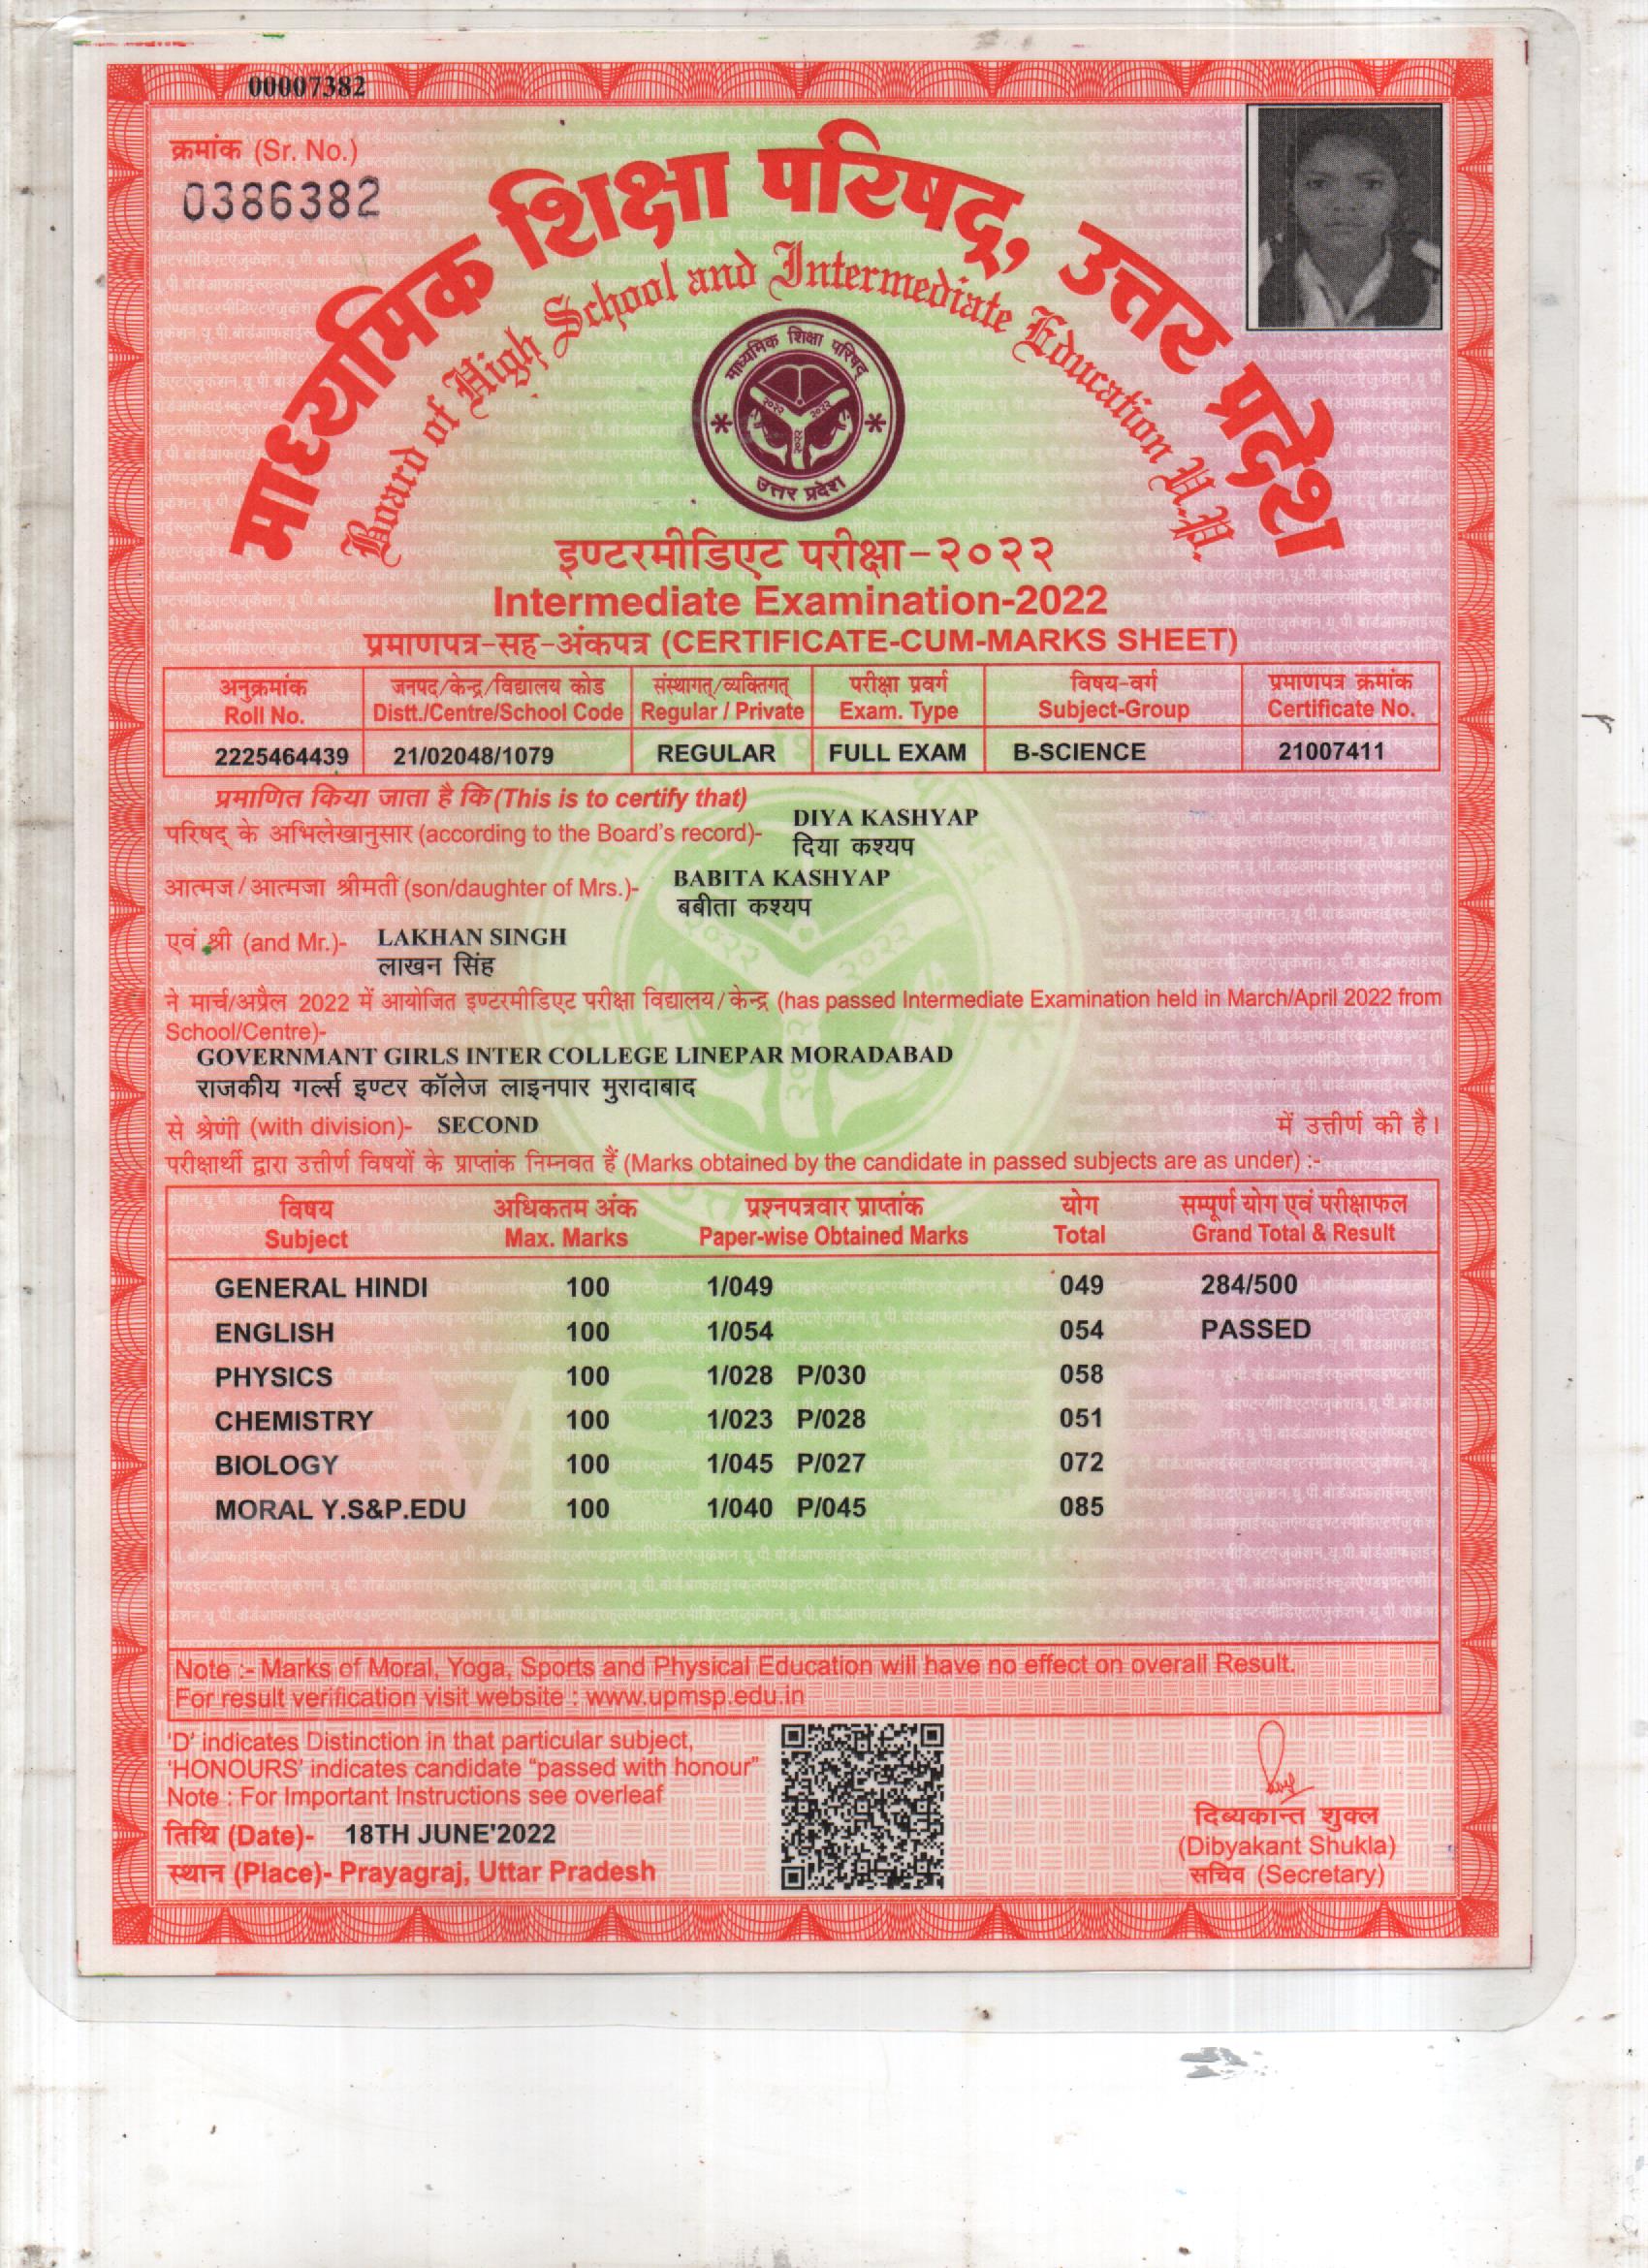 00007382
क्रमांक (Sr. No.)
0386382
माध्यमिक शिक्षा परिषद्, उत्तर प्रदेश
Board of High School and Intermediate Education U.P.
माध्यमिक शिक्षा परिषद्
२०२२ २०२२
२०२२
उत्तर प्रदेश
इण्टरमीडिएट परीक्षा-२०२२
Intermediate Examination-2022
प्रमाणपत्र-सह-अंकपत्र (CERTIFICATE-CUM-MARKS SHEET)
अनुक्रमांक जनपद/केन्द्र/विद्यालय कोड संस्थागत्/व्यक्तिगत् परीक्षा प्रवर्ग विषय-वर्ग प्रमाणपत्र क्रमांक
Roll No. Distt./Centre/School Code Regular / Private Exam. Type Subject-Group Certificate No.
2225464439 21/02048/1079 REGULAR FULL EXAM B-SCIENCE 21007411
प्रमाणित किया जाता है कि (This is to certify that)
परिषद् के अभिलेखानुसार (according to the Board's record)- DIYA KASHYAP
दिया कश्यप
आत्मज/आत्मजा श्रीमती (son/daughter of Mrs.)- BABITA KASHYAP
बबीता कश्यप
एवं श्री (and Mr.)- LAKHAN SINGH
लाखन सिंह
ने मार्च/अप्रैल 2022 में आयोजित इण्टरमीडिएट परीक्षा विद्यालय/केन्द्र (has passed Intermediate Examination held in March/April 2022 from
School/Centre)-
GOVERNMANT GIRLS INTER COLLEGE LINEPAR MORADABAD
राजकीय गर्ल्स इण्टर कॉलेज लाइनपार मुरादाबाद
से श्रेणी (with division)- SECOND में उत्तीर्ण की है।
परीक्षार्थी द्वारा उत्तीर्ण विषयों के प्राप्तांक निम्नवत हैं (Marks obtained by the candidate in passed subjects are as under) :-
विषय अधिकतम अंक प्रश्नपत्रवार प्राप्तांक योग सम्पूर्ण योग एवं परीक्षाफल
Subject Max. Marks Paper-wise Obtained Marks Total Grand Total & Result
GENERAL HINDI 100 1/049 049 284/500
ENGLISH 100 1/054 054 PASSED
PHYSICS 100 1/028 P/030 058
CHEMISTRY 100 1/023 P/028 051
BIOLOGY 100 1/045 P/027 072
MORAL Y.S&P.EDU 100 1/040 P/045 085
Note :- Marks of Moral, Yoga, Sports and Physical Education will have no effect on overall Result.
For result verification visit website : www.upmsp.edu.in
'D' indicates Distinction in that particular subject,
'HONOURS' indicates candidate "passed with honour"
Note : For Important Instructions see overleaf
तिथि (Date)- 18TH JUNE'2022
स्थान (Place)- Prayagraj, Uttar Pradesh
दिब्यकान्त शुक्ल
(Dibyakant Shukla)
सचिव (Secretary)